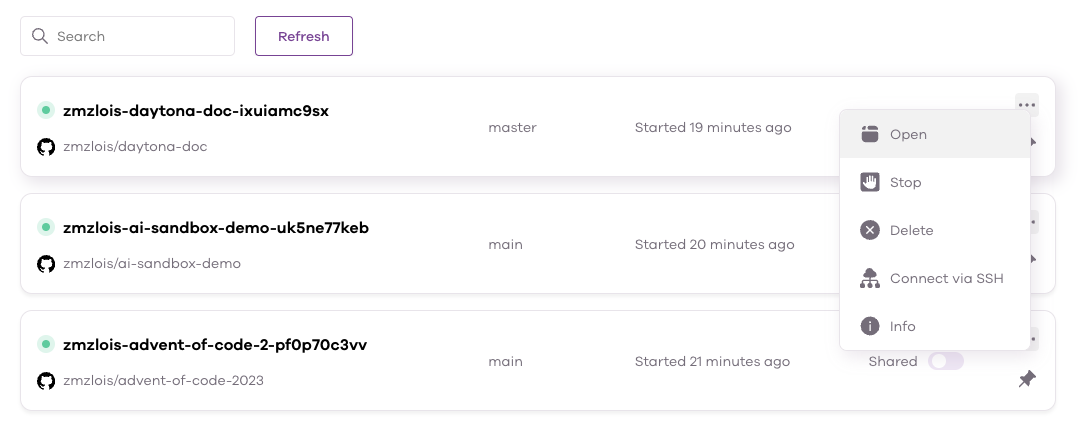 Search
Refresh
zmzlois-daytona-doc-ixuiamc9sx
zmzlois/daytona-doc
master
Started 19 minutes ago
Open
Stop
Delete
Connect via SSH
Info
zmzlois-ai-sandbox-demo-uk5ne77keb
zmzlois/ai-sandbox-demo
main
Started 20 minutes ago
zmzlois-advent-of-code-2-pf0p70c3vv
zmzlois/advent-of-code-2023
main
Started 21 minutes ago
Shared